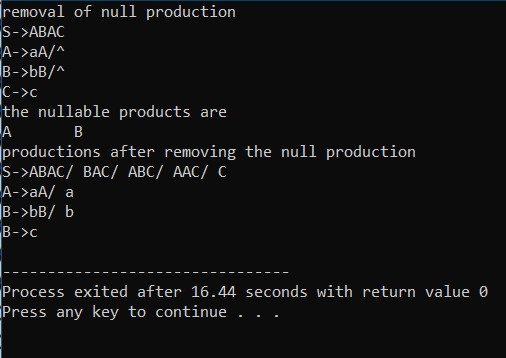 removal of null production
S->ABAC
A->aA/^
B->bB/^
C->c
the nullable products are
A       B
productions after removing the null production
S->ABAC/ BAC/ ABC/ AAC/ C
A->aA/ a
B->bB/ b
B->c
--------------------------------
Process exited after 16.44 seconds with return value 0
Press any key to continue . . .